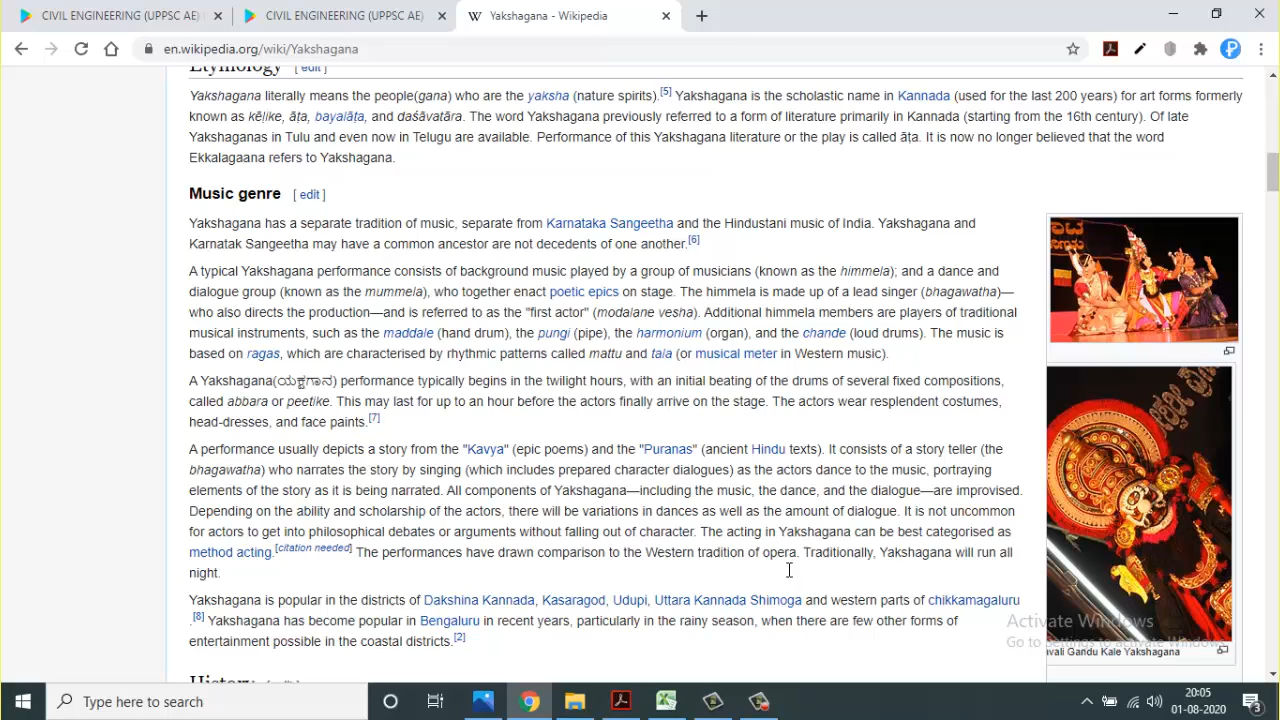 CIVIL ENGINEERING (UPPSC AE)
CIVIL ENGINEERING (UPPSC AE)
Yakshagana - Wikipedia
en.wikipedia.org/wiki/Yakshagana
Etymology [ edit ]
Yakshagana literally means the people(gana) who are the yaksha (nature spirits).[5] Yakshagana is the scholastic name in Kannada (used for the last 200 years) for art forms formerly
known as kēḷike, āṭa, bayalāṭa, and daśāvatāra. The word Yakshagana previously referred to a form of literature primarily in Kannada (starting from the 16th century). Of late
Yakshaganas in Tulu and even now in Telugu are available. Performance of this Yakshagana literature or the play is called āṭa. It is now no longer believed that the word
Ekkalagaana refers to Yakshagana.
Music genre [ edit ]
Yakshagana has a separate tradition of music, separate from Karnataka Sangeetha and the Hindustani music of India. Yakshagana and
Karnatak Sangeetha may have a common ancestor are not decedents of one another.[6]
A typical Yakshagana performance consists of background music played by a group of musicians (known as the himmela); and a dance and
dialogue group (known as the mummela), who together enact poetic epics on stage. The himmela is made up of a lead singer (bhagawatha)—
who also directs the production—and is referred to as the "first actor" (modalane vesha). Additional himmela members are players of traditional
musical instruments, such as the maddale (hand drum), the pungi (pipe), the harmonium (organ), and the chande (loud drums). The music is
based on ragas, which are characterised by rhythmic patterns called mattu and tala (or musical meter in Western music).
A Yakshagana(ಯಕ್ಷಗಾನ) performance typically begins in the twilight hours, with an initial beating of the drums of several fixed compositions,
called abbara or peetike. This may last for up to an hour before the actors finally arrive on the stage. The actors wear resplendent costumes,
head-dresses, and face paints.[7]
A performance usually depicts a story from the "Kavya" (epic poems) and the "Puranas" (ancient Hindu texts). It consists of a story teller (the
bhagawatha) who narrates the story by singing (which includes prepared character dialogues) as the actors dance to the music, portraying
elements of the story as it is being narrated. All components of Yakshagana—including the music, the dance, and the dialogue—are improvised.
Depending on the ability and scholarship of the actors, there will be variations in dances as well as the amount of dialogue. It is not uncommon
for actors to get into philosophical debates or arguments without falling out of character. The acting in Yakshagana can be best categorised as
method acting.[citation needed] The performances have drawn comparison to the Western tradition of opera. Traditionally, Yakshagana will run all
night.
Yakshagana is popular in the districts of Dakshina Kannada, Kasaragod, Udupi, Uttara Kannada Shimoga and western parts of chikkamagaluru
.[8] Yakshagana has become popular in Bengaluru in recent years, particularly in the rainy season, when there are few other forms of
entertainment possible in the coastal districts.[2]
History
avali Gandu Kale Yakshagana
Activate Windows
Go to Settings to activate Windows.
Type here to search
20:05
01-08-2020
3